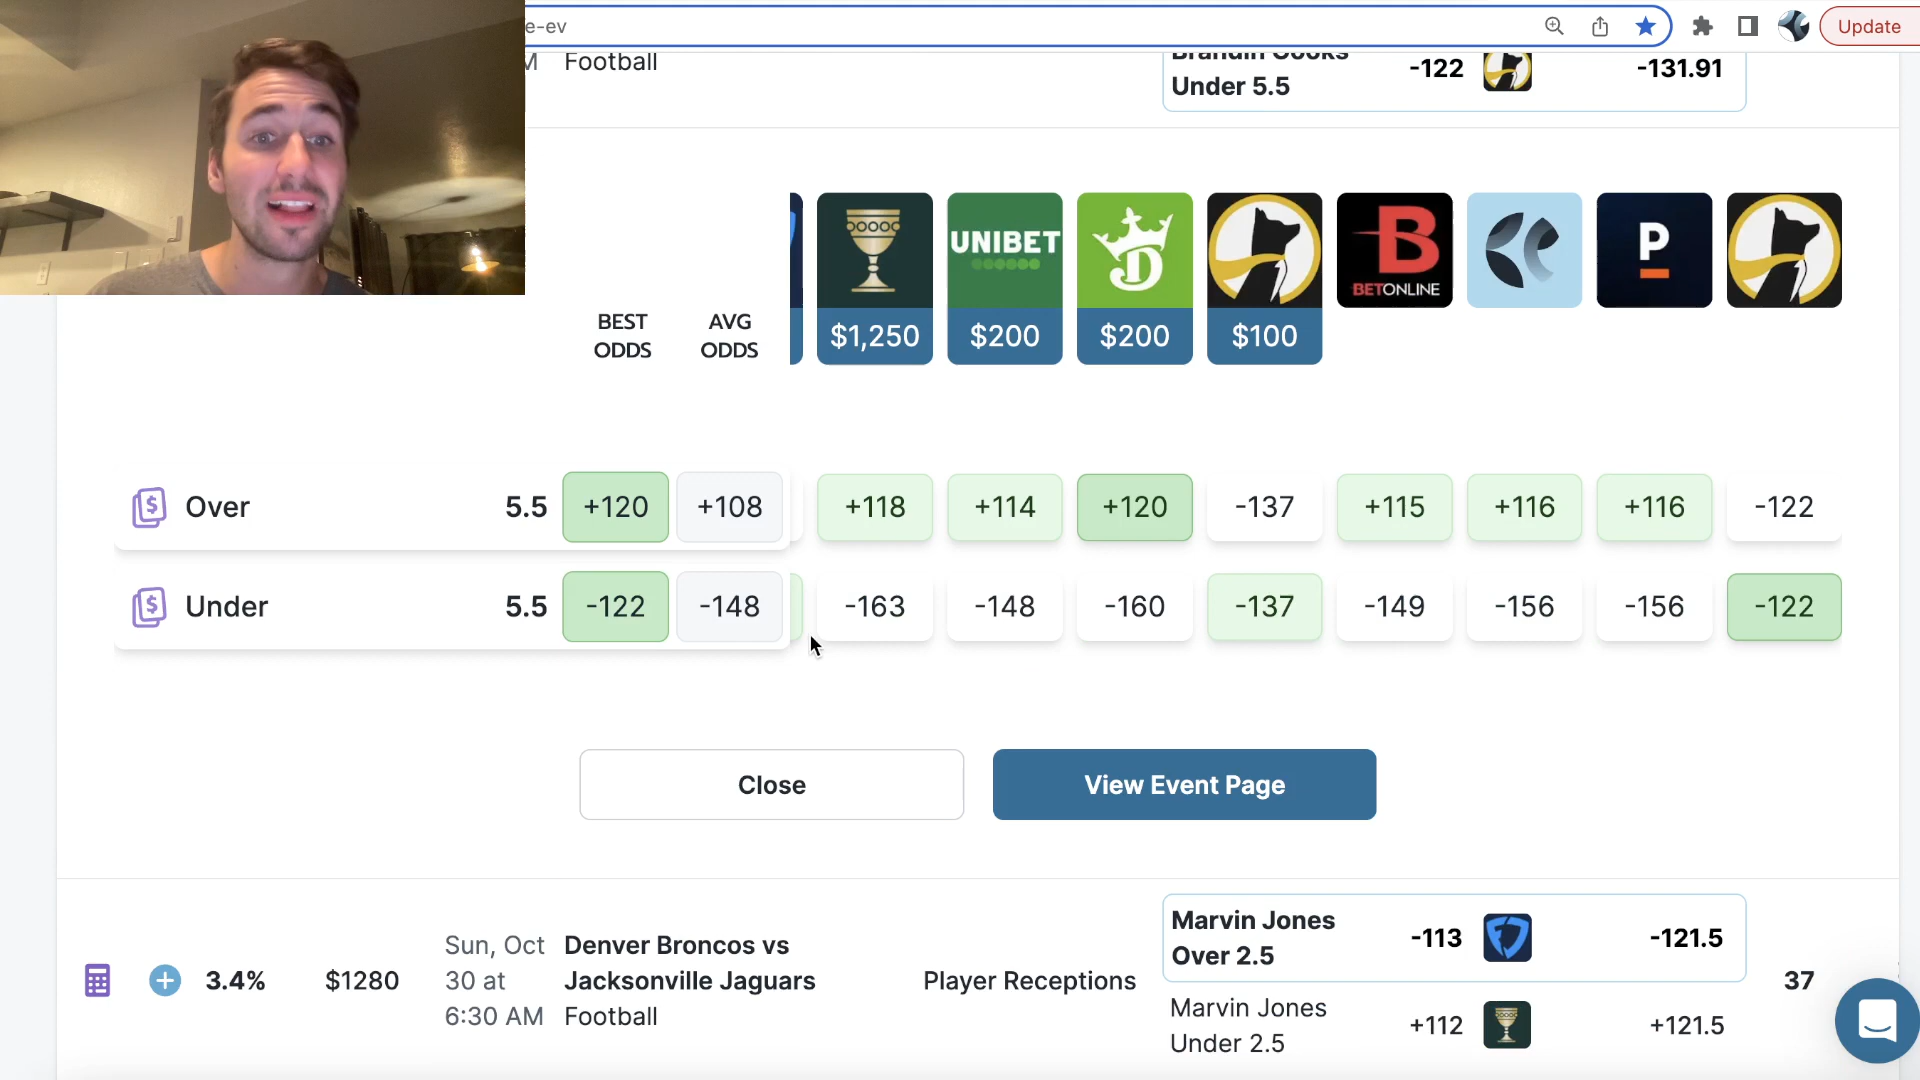 e-ev
Update
M Football
Brandin Cooks
Under 5.5
-122
-131.91
UNIBET
D
B
BETONLINE
P
BEST
ODDS
AVG
ODDS
$1,250
$200
$200
$100
Over 5.5 +120 +108 +118 +114 +120 -137 +115 +116 +116 -122
Under 5.5 -122 -148 -163 -148 -160 -137 -149 -156 -156 -122
Close
View Event Page
3.4%
$1280
Sun, Oct
30 at
6:30 AM
Denver Broncos vs
Jacksonville Jaguars
Football
Player Receptions
Marvin Jones
Over 2.5
-113
-121.5
Marvin Jones
Under 2.5
+112
+121.5
37